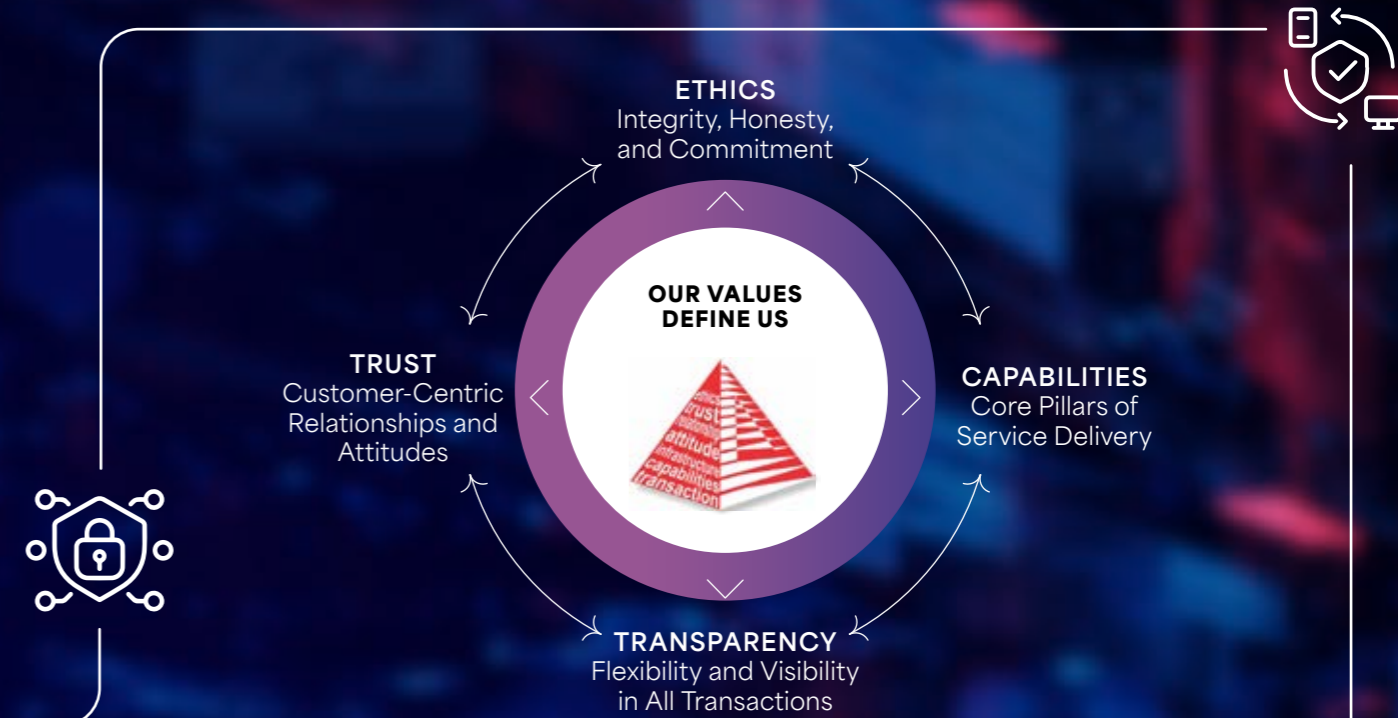 ETHICS
Integrity, Honesty,
and Commitment
OUR VALUES
DEFINE US
ethics
trust
relationship
attitude
infrastructure
capabilities
transaction
TRUST
Customer-Centric
Relationships and
Attitudes
CAPABILITIES
Core Pillars of
Service Delivery
TRANSPARENCY
Flexibility and Visibility
in All Transactions